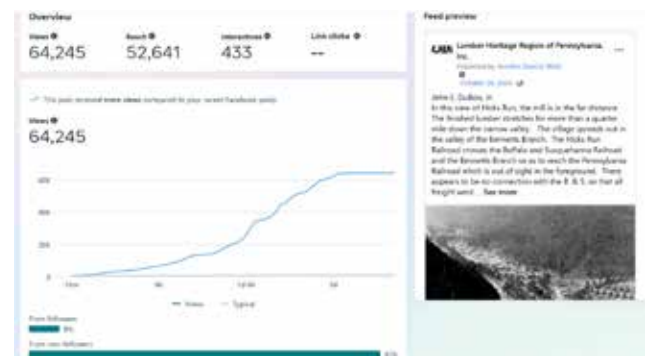 Overview
Views Reach Interactions Link clicks
64,245 52,641 433 --
This post received more views compared to your recent Facebook posts.
Views
64,245
Views Typical
From followers
From non-followers
Feed preview
Lumber Heritage Region of Pennsylvania, Inc.
John E. DuBois, Jr.
In this view of Hicks Run, the mill is in the far distance.
The finished lumber stretches for more than a quarter
mile down the narrow valley. The village spreads out in
the valley of the Bennetts Branch. The Hicks Run
Railroad crosses the Buffalo and Susquehanna Railroad
and the Bennetts Branch so as to reach the Pennsylvania
Railroad which is out of sight in the foreground. There
appears to be no connection with the B. & S. so that all
freight went ... See more